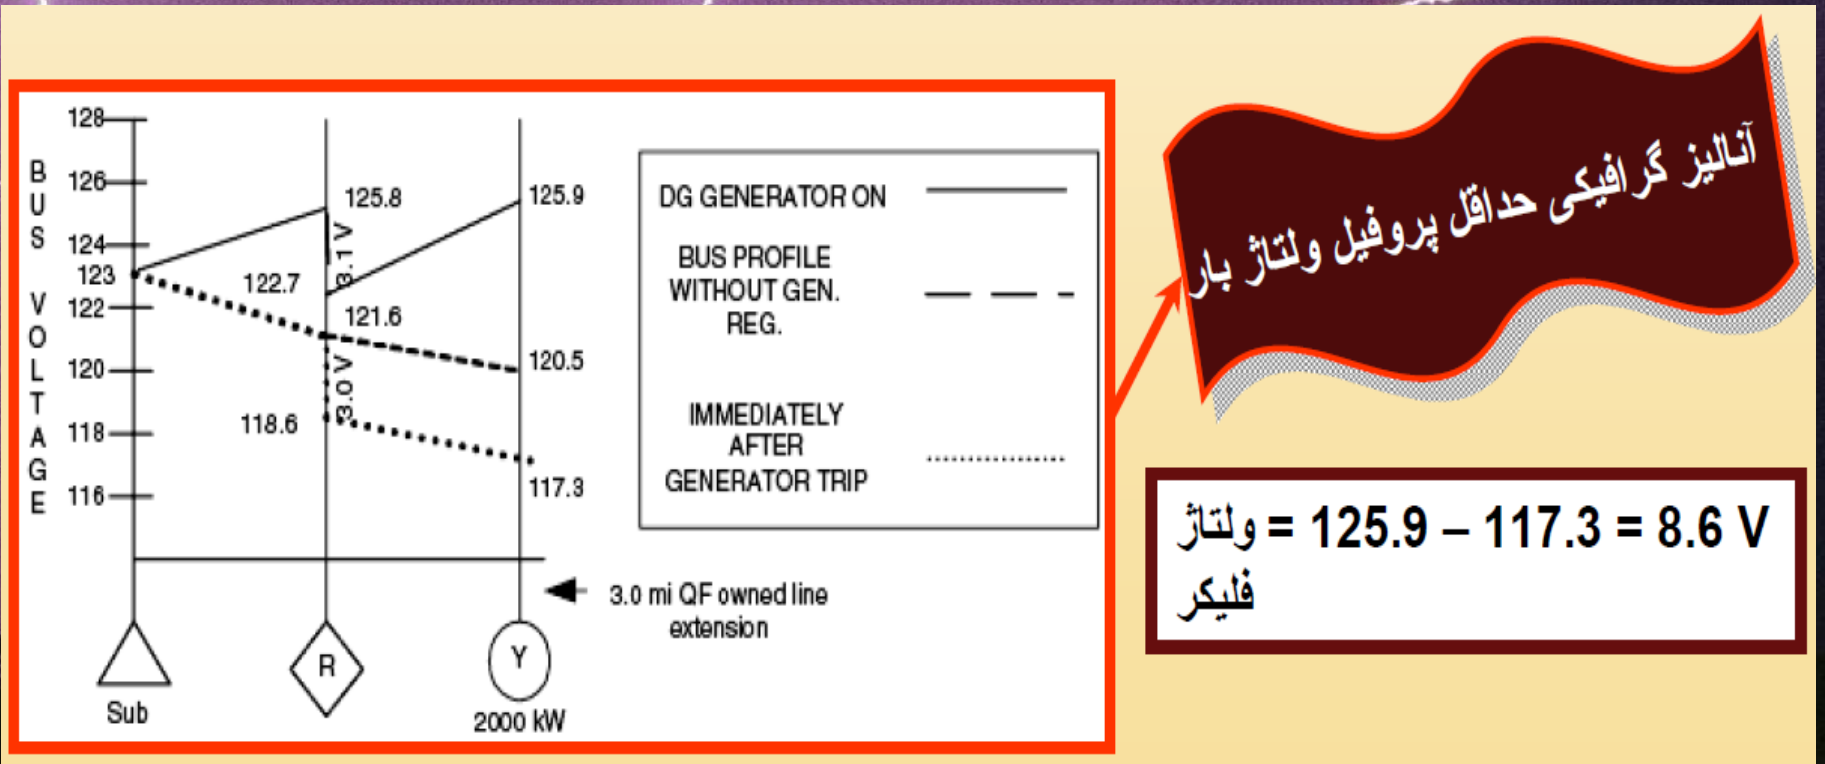 آنالیز گرافیکی حداقل پروفیل ولتاژ بار
BUS VOLTAGE
128
126
124
123
122
120
118
116
125.8
3.1 V
122.7
121.6
3.0 V
118.6
125.9
120.5
117.3
DG GENERATOR ON
BUS PROFILE
WITHOUT GEN.
REG.
IMMEDIATELY
AFTER
GENERATOR TRIP
3.0 mi QF owned line
extension
Sub
R
Y
2000 kW
ولتاژ = 125.9 – 117.3 = 8.6 V
فلیکر